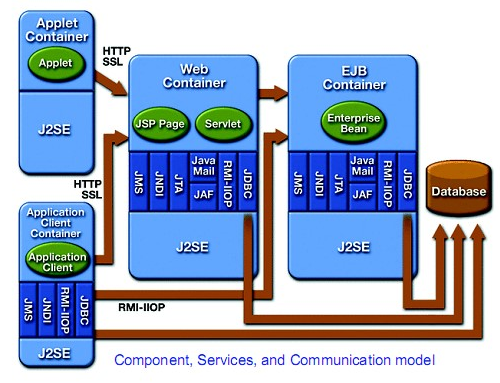 Applet
Container
Applet
J2SE
HTTP
SSL
Web
Container
JSP Page
Servlet
JMS
JNDI
JTA
Java
Mail
JAF
RMI-IIOP
JDBC
J2SE
EJB
Container
Enterprise
Bean
JMS
JNDI
JTA
Java
Mail
JAF
RMI-IIOP
JDBC
J2SE
Database
HTTP
SSL
Application
Client
Container
Application
Client
JMS
JNDI
RMI-IIOP
JDBC
J2SE
RMI-IIOP
Component, Services, and Communication model